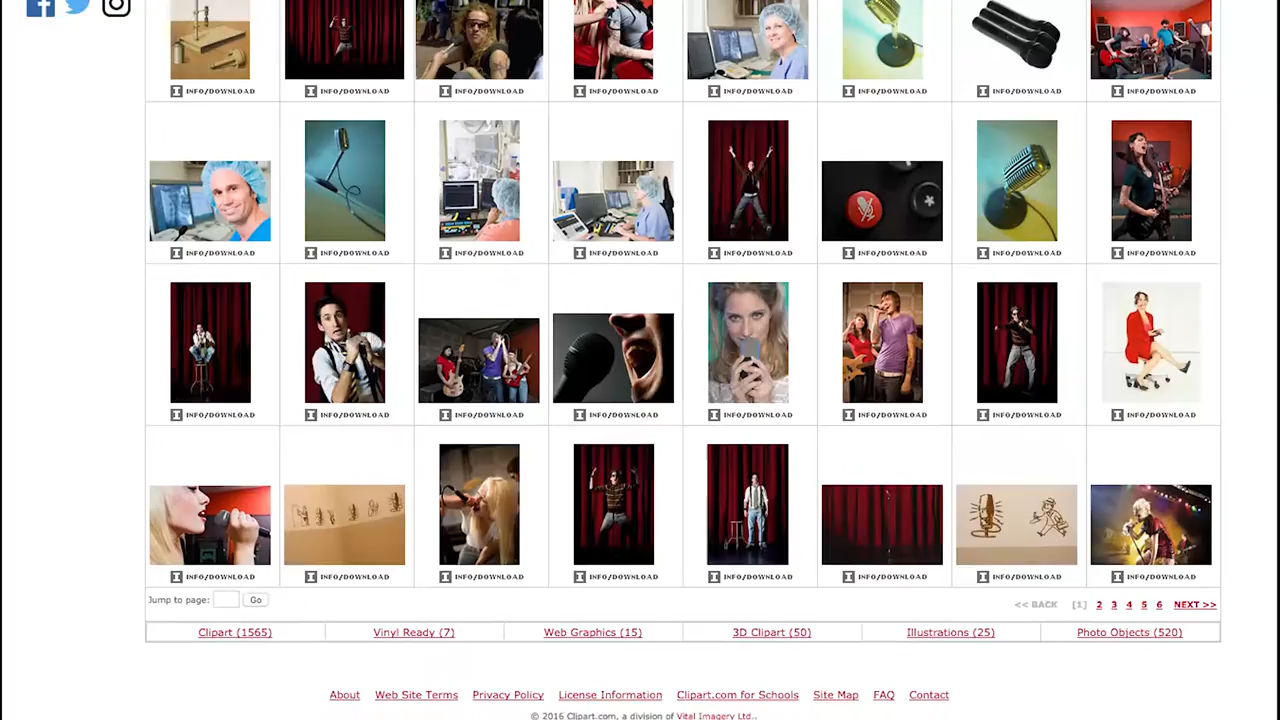 INFO/DOWNLOAD INFO/DOWNLOAD INFO/DOWNLOAD INFO/DOWNLOAD INFO/DOWNLOAD INFO/DOWNLOAD INFO/DOWNLOAD INFO/DOWNLOAD
INFO/DOWNLOAD INFO/DOWNLOAD INFO/DOWNLOAD INFO/DOWNLOAD INFO/DOWNLOAD INFO/DOWNLOAD INFO/DOWNLOAD INFO/DOWNLOAD
INFO/DOWNLOAD INFO/DOWNLOAD INFO/DOWNLOAD INFO/DOWNLOAD INFO/DOWNLOAD INFO/DOWNLOAD INFO/DOWNLOAD INFO/DOWNLOAD
INFO/DOWNLOAD INFO/DOWNLOAD INFO/DOWNLOAD INFO/DOWNLOAD INFO/DOWNLOAD INFO/DOWNLOAD INFO/DOWNLOAD INFO/DOWNLOAD
Jump to page: Go << BACK [1] 2 3 4 5 6 NEXT >>
Clipart (1565) Vinyl Ready (7) Web Graphics (15) 3D Clipart (50) Illustrations (25) Photo Objects (520)
About Web Site Terms Privacy Policy License Information Clipart.com for Schools Site Map FAQ Contact
© 2016 Clipart.com, a division of Vital Imagery Ltd..